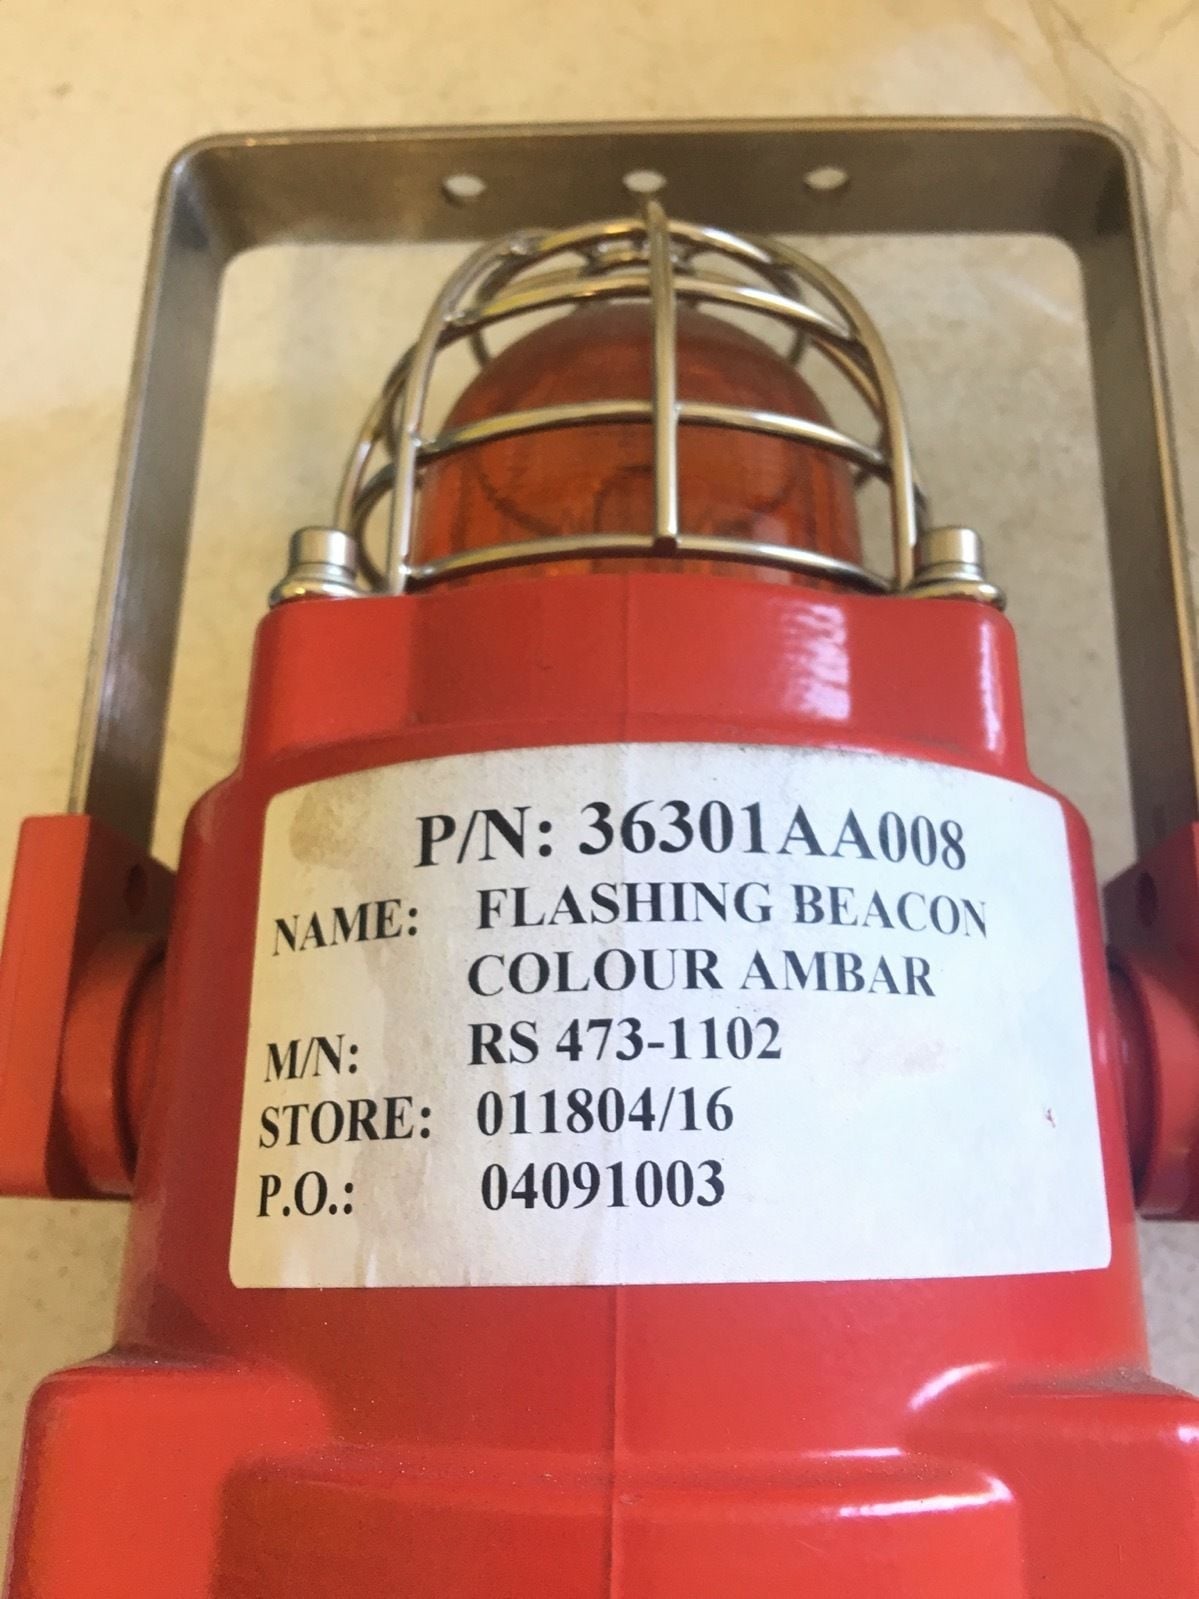 P/N: 36301AA008
NAME: FLASHING BEACON
COLOUR AMBAR
M/N: RS 473-1102
STORE: 011804/16
P.O.: 04091003